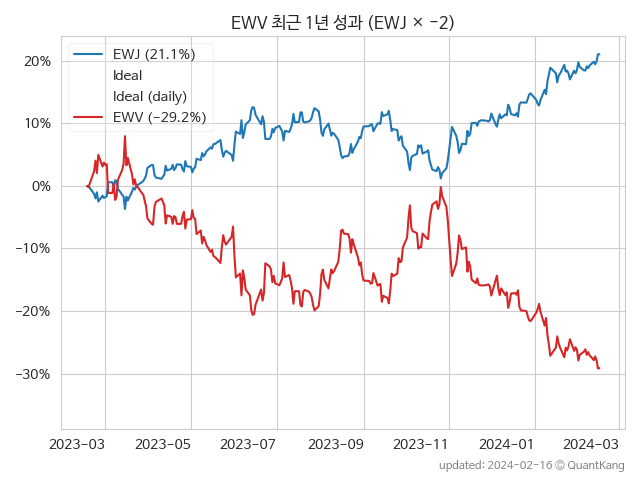 EWV 최근 1년 성과 (EWJ × −2)
EWJ (21.1%)
Ideal
Ideal (daily)
EWV (−29.2%)
20%
10%
0%
−10%
−20%
−30%
2023-03 2023-05 2023-07 2023-09 2023-11 2024-01 2024-03
updated: 2024-02-16 © QuantKang